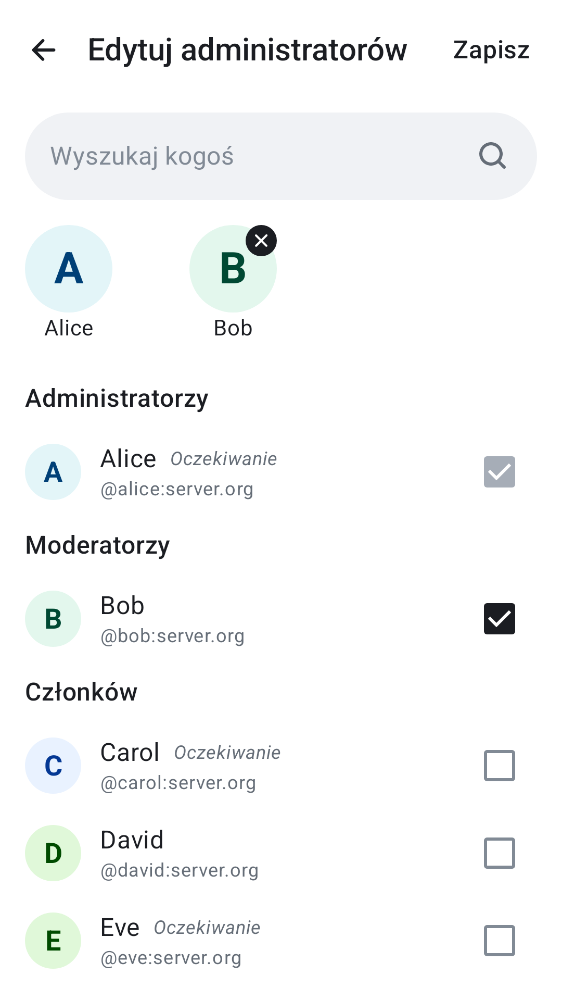 Edytuj administratorów Zapisz
Wyszukaj kogoś
A B
Alice Bob
Administratorzy
A Alice Oczekiwanie
@alice:server.org
Moderatorzy
B Bob
@bob:server.org
Członków
C Carol Oczekiwanie
@carol:server.org
D David
@david:server.org
E Eve Oczekiwanie
@eve:server.org